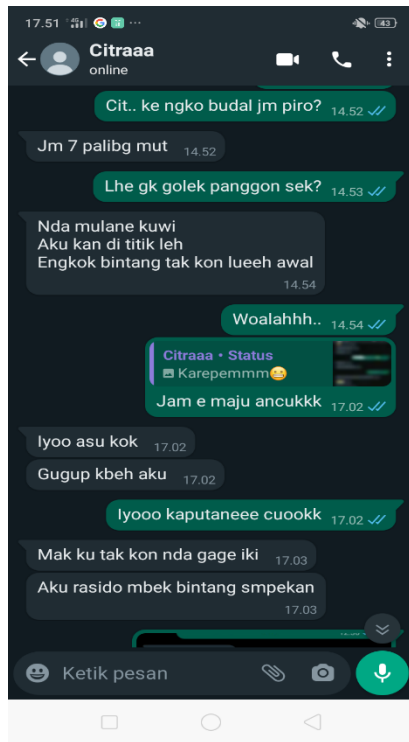 17.51
43
Citraaa
online
Cit.. ke ngko budal jm piro?
14.52
Jm 7 palibg mut
14.52
Lhe gk golek panggon sek?
14.53
Nda mulane kuwi
Aku kan di titik leh
Engkok bintang tak kon lueeh awal
14.54
Woalahhh..
14.54
Citraaa • Status
Karepemmm😬
Jam e maju ancukkk
17.02
Iyoo asu kok
17.02
Gugup kbeh aku
17.02
Iyooo kaputaneee cuookk
17.02
Mak ku tak kon nda gage iki
17.03
Aku rasido mbek bintang smpekan
17.03
Ketik pesan